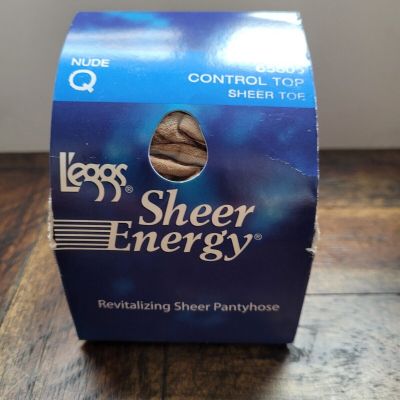 NUDE
Q
CONTROL TOP
SHEER TOE
L'eggs®
Sheer
Energy®
Revitalizing Sheer Pantyhose